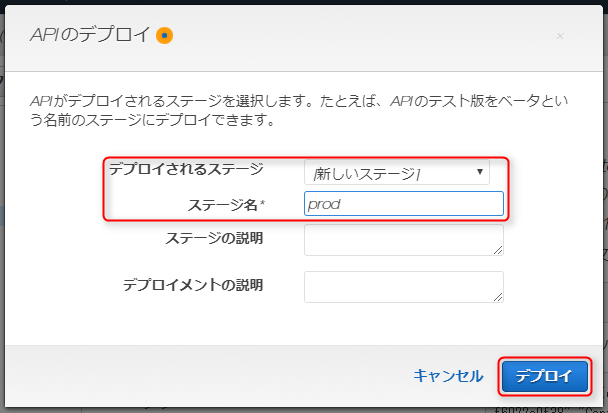 APIのデプロイ
APIがデプロイされるステージを選択します。たとえば、APIのテスト版をベータとい
う名前のステージにデプロイできます。
デプロイされるステージ [新しいステージ]
ステージ名* prod
ステージの説明
デプロイメントの説明
キャンセル デプロイ